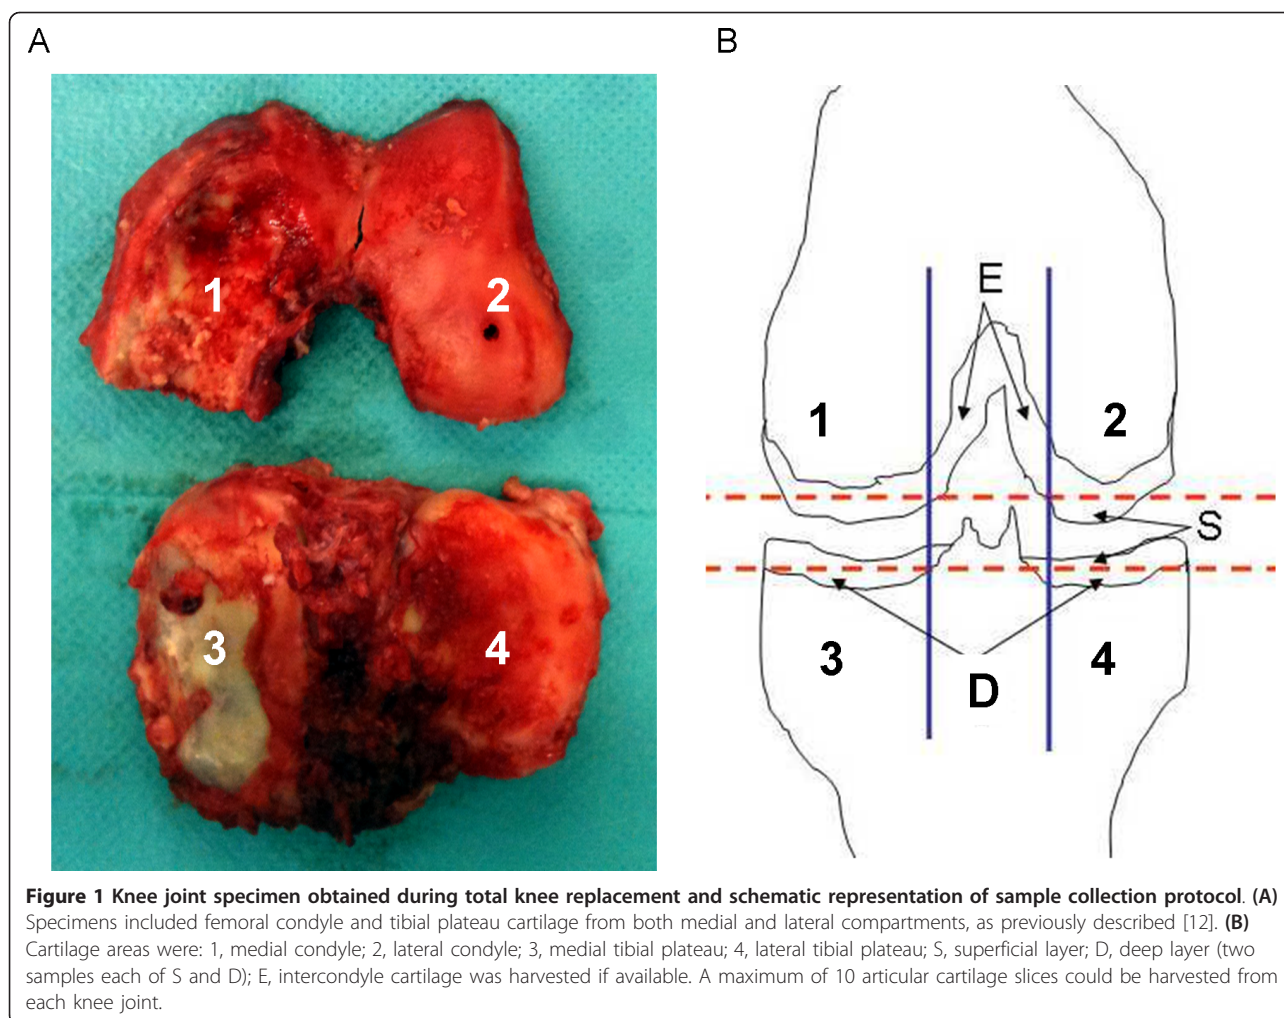 A
B
1
2
3
4
E
1
2
S
3
4
D
Figure 1 Knee joint specimen obtained during total knee replacement and schematic representation of sample collection protocol. (A)
Specimens included femoral condyle and tibial plateau cartilage from both medial and lateral compartments, as previously described [12]. (B)
Cartilage areas were: 1, medial condyle; 2, lateral condyle; 3, medial tibial plateau; 4, lateral tibial plateau; S, superficial layer; D, deep layer (two
samples each of S and D); E, intercondyle cartilage was harvested if available. A maximum of 10 articular cartilage slices could be harvested from
each knee joint.